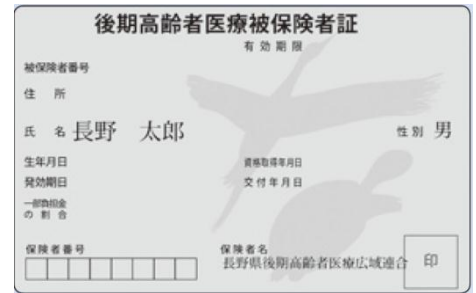 後期高齢者医療被保険者証
有効期限
被保険者番号
住 所
氏 名 長野 太郎 性別 男
生年月日 資格取得年月日
発効期日 交付年月日
一部負担金
の割合
保険者番号 保険者名
長野県後期高齢者医療広域連合 印